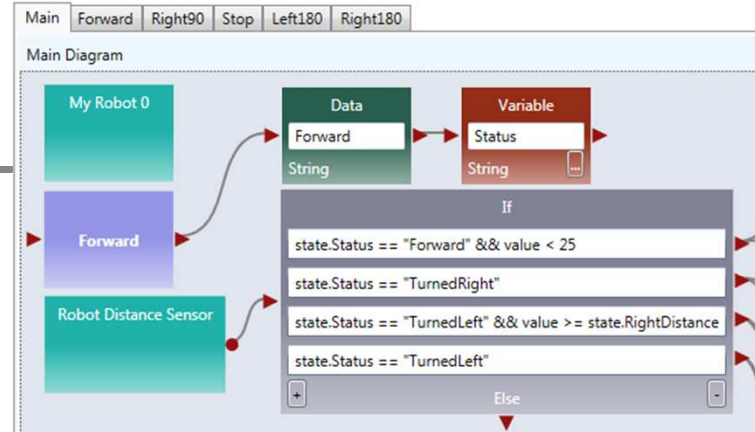 Main Forward Right90 Stop Left180 Right180
Main Diagram
My Robot 0
Data
Forward
String
Variable
Status
String
...
Forward
Robot Distance Sensor
If
state.Status == "Forward" && value < 25
state.Status == "TurnedRight"
state.Status == "TurnedLeft" && value >= state.RightDistance
state.Status == "TurnedLeft"
+ Else -